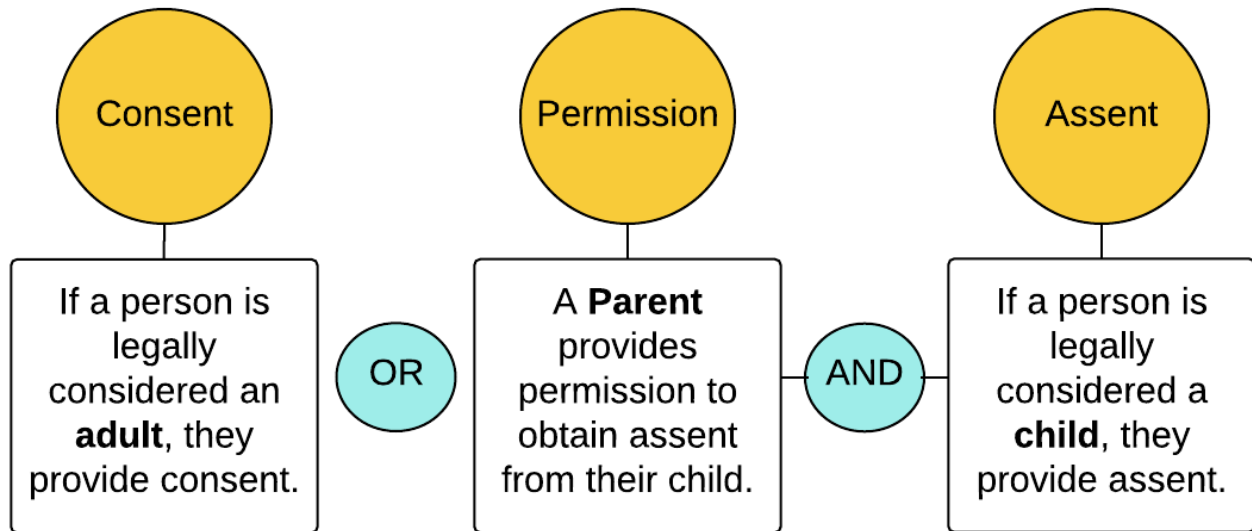 Consent
If a person is
legally
considered an
adult, they
provide consent.
OR
Permission
A Parent
provides
permission to
obtain assent
from their child.
AND
Assent
If a person is
legally
considered a
child, they
provide assent.